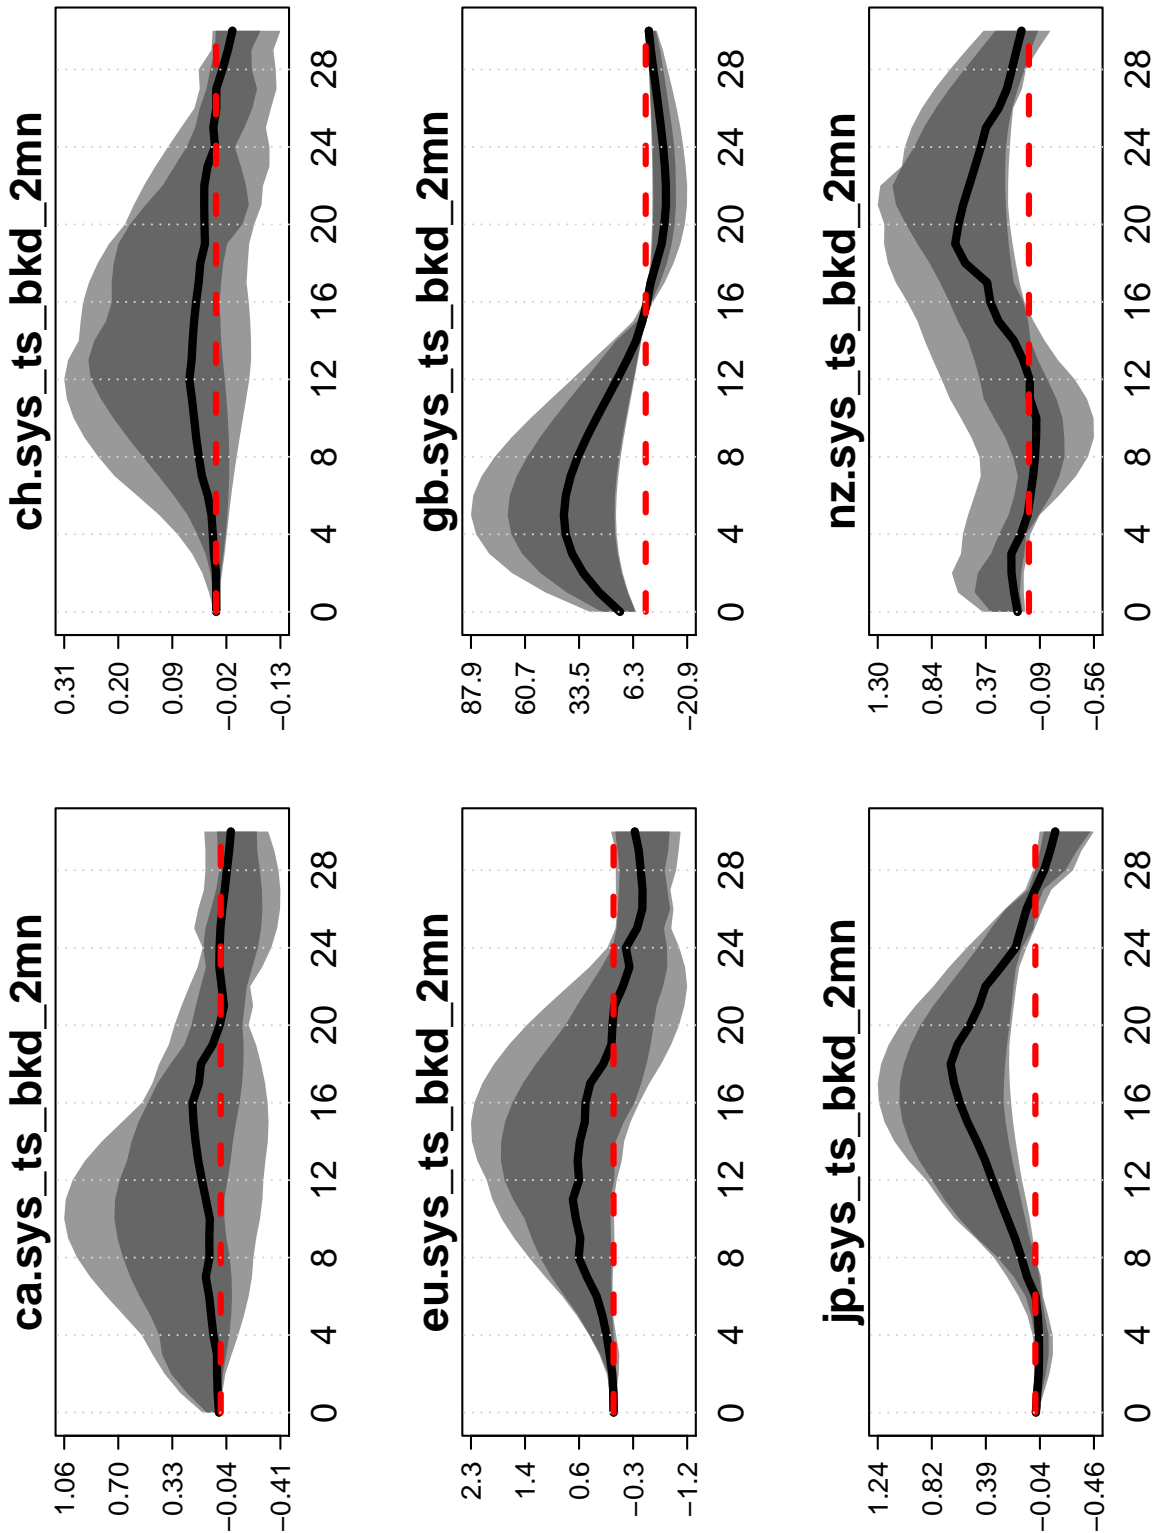 ca.sys_ts_bkd_2mn
1.06
0.70
0.33
−0.04
−0.41
0 4 8 12 16 20 24 28
ch.sys_ts_bkd_2mn
0.31
0.20
0.09
−0.02
−0.13
0 4 8 12 16 20 24 28
eu.sys_ts_bkd_2mn
2.3
1.4
0.6
−0.3
−1.2
0 4 8 12 16 20 24 28
gb.sys_ts_bkd_2mn
87.9
60.7
33.5
6.3
−20.9
0 4 8 12 16 20 24 28
jp.sys_ts_bkd_2mn
1.24
0.82
0.39
−0.04
−0.46
0 4 8 12 16 20 24 28
nz.sys_ts_bkd_2mn
1.30
0.84
0.37
−0.09
−0.56
0 4 8 12 16 20 24 28